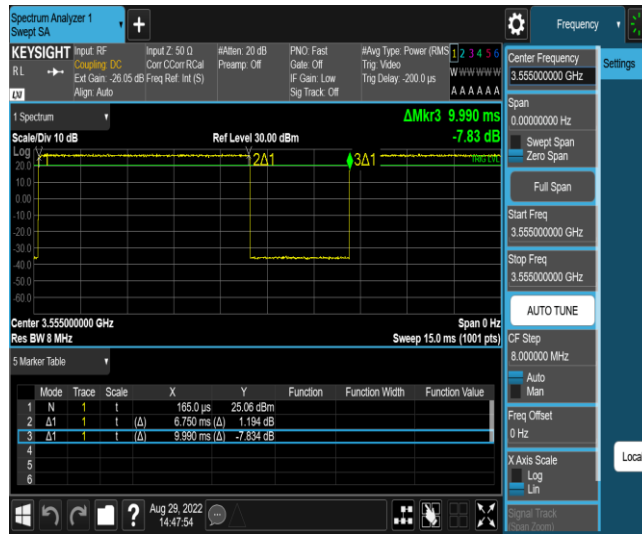 Spectrum Analyzer 1
Swept SA
Frequency
KEYSIGHT
RL
Input: RF
Coupling: DC
Ext Gain: -26.05 dB
Align: Auto
Input Z: 50 Ω
Corr CCorr RCal
Freq Ref: Int (S)
#Atten: 20 dB
Preamp: Off
PNO: Fast
Gate: Off
IF Gain: Low
Sig Track: Off
#Avg Type: Power (RMS
Trig: Video
Trig Delay: -200.0 µs
1 2 3 4 5 6
W W W W W W
A A A A A A
LXI
1 Spectrum
ΔMkr3 9.990 ms
-7.83 dB
Scale/Div 10 dB
Ref Level 30.00 dBm
Log
20.0
10.0
0.00
-10.0
-20.0
-30.0
-40.0
-50.0
-60.0
1
2Δ1
3Δ1
TRIG LVL
Center 3.555000000 GHz
Res BW 8 MHz
Span 0 Hz
Sweep 15.0 ms (1001 pts)
5 Marker Table
Mode Trace Scale X Y Function Function Width Function Value
1 N 1 t 165.0 µs 25.06 dBm
2 Δ1 1 t (Δ) 6.750 ms (Δ) 1.194 dB
3 Δ1 1 t (Δ) 9.990 ms (Δ) -7.834 dB
4
5
6
Aug 29, 2022
14:47:54
Center Frequency
3.555000000 GHz
Settings
Span
0.00000000 Hz
Swept Span
Zero Span
Full Span
Start Freq
3.555000000 GHz
Stop Freq
3.555000000 GHz
AUTO TUNE
CF Step
8.000000 MHz
Auto
Man
Freq Offset
0 Hz
X Axis Scale
Log
Lin
Local
Signal Track
(Span Zoom)